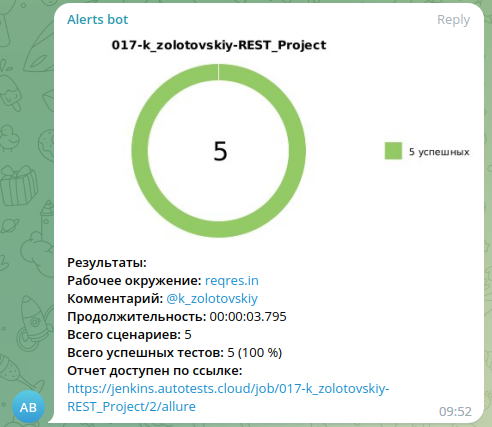 Alerts bot Reply
017-k_zolotovskiy-REST_Project
5
5 успешных
Результаты:
Рабочее окружение: reqres.in
Комментарий: @k_zolotovskiy
Продолжительность: 00:00:03.795
Всего сценариев: 5
Всего успешных тестов: 5 (100 %)
Отчет доступен по ссылке:
https://jenkins.autotests.cloud/job/017-k_zolotovskiy-
REST_Project/2/allure
AB 09:52